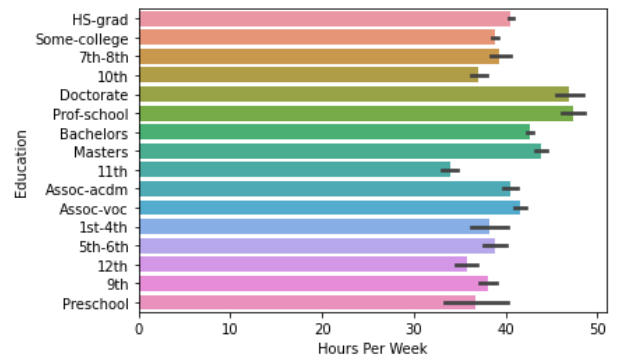 HS-grad
Some-college
7th-8th
10th
Doctorate
Prof-school
Bachelors
Masters
11th
Assoc-acdm
Assoc-voc
1st-4th
5th-6th
12th
9th
Preschool
Education
0 10 20 30 40 50
Hours Per Week